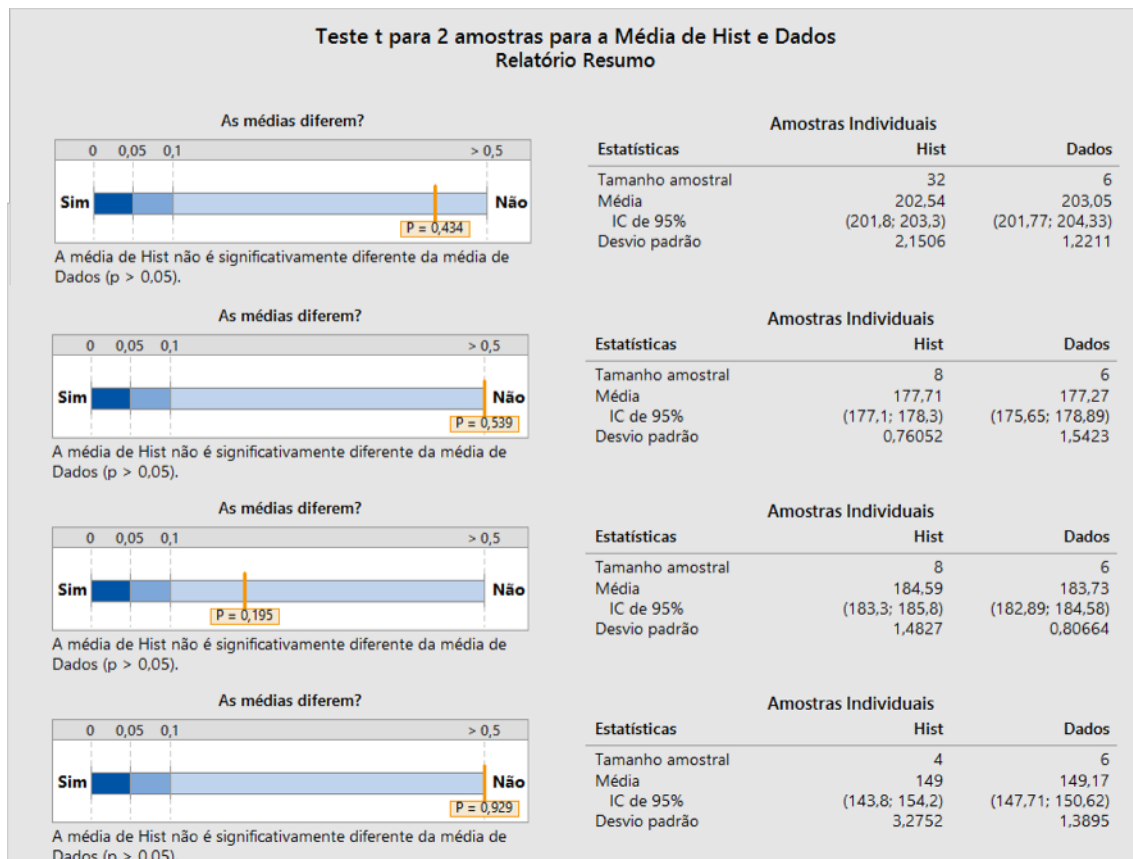 Teste t para 2 amostras para a Média de Hist e Dados
Relatório Resumo
As médias diferem?
0 0,05 0,1 > 0,5
Sim Não
P = 0,434
A média de Hist não é significativamente diferente da média de
Dados (p > 0,05).
Amostras Individuais
Estatísticas Hist Dados
Tamanho amostral 32 6
Média 202,54 203,05
IC de 95% (201,8; 203,3) (201,77; 204,33)
Desvio padrão 2,1506 1,2211
As médias diferem?
0 0,05 0,1 > 0,5
Sim Não
P = 0,539
A média de Hist não é significativamente diferente da média de
Dados (p > 0,05).
Amostras Individuais
Estatísticas Hist Dados
Tamanho amostral 8 6
Média 177,71 177,27
IC de 95% (177,1; 178,3) (175,65; 178,89)
Desvio padrão 0,76052 1,5423
As médias diferem?
0 0,05 0,1 > 0,5
Sim Não
P = 0,195
A média de Hist não é significativamente diferente da média de
Dados (p > 0,05).
Amostras Individuais
Estatísticas Hist Dados
Tamanho amostral 8 6
Média 184,59 183,73
IC de 95% (183,3; 185,8) (182,89; 184,58)
Desvio padrão 1,4827 0,80664
As médias diferem?
0 0,05 0,1 > 0,5
Sim Não
P = 0,929
A média de Hist não é significativamente diferente da média de
Dados (p > 0,05)
Amostras Individuais
Estatísticas Hist Dados
Tamanho amostral 4 6
Média 149 149,17
IC de 95% (143,8; 154,2) (147,71; 150,62)
Desvio padrão 3,2752 1,3895